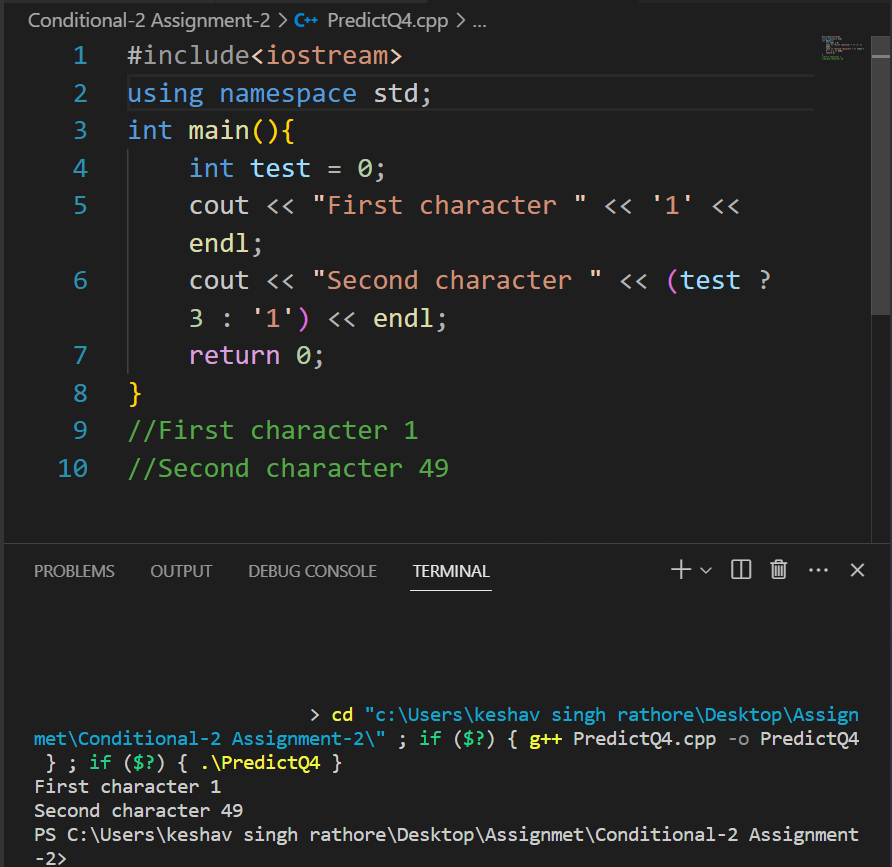 Conditional-2 Assignment-2 > C++ PredictQ4.cpp > ...
1 #include<iostream>
2 using namespace std;
3 int main(){
4 int test = 0;
5 cout << "First character " << '1' <<
endl;
6 cout << "Second character " << (test ?
3 : '1') << endl;
7 return 0;
8 }
9 //First character 1
10 //Second character 49
PROBLEMS OUTPUT DEBUG CONSOLE TERMINAL
> cd "c:\Users\keshav singh rathore\Desktop\Assign
met\Conditional-2 Assignment-2\" ; if ($?) { g++ PredictQ4.cpp -o PredictQ4
} ; if ($?) { .\PredictQ4 }
First character 1
Second character 49
PS C:\Users\keshav singh rathore\Desktop\Assignmet\Conditional-2 Assignment
-2>